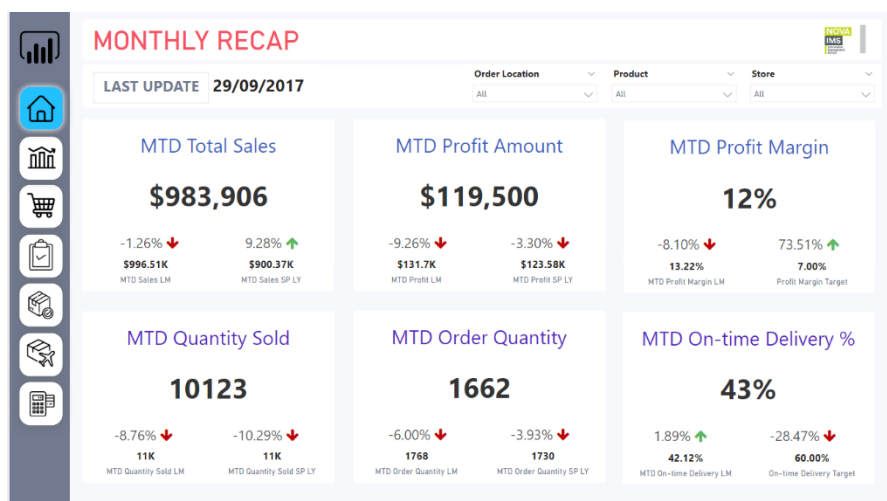 MONTHLY RECAP
NOVA
IMS
LAST UPDATE 29/09/2017
Order Location Product Store
All All All
MTD Total Sales
$983,906
-1.26% 9.28%
$996.51K $900.37K
MTD Sales LM MTD Sales SP LY
MTD Profit Amount
$119,500
-9.26% -3.30%
$131.7K $123.58K
MTD Profit LM MTD Profit SP LY
MTD Profit Margin
12%
-8.10% 73.51%
13.22% 7.00%
MTD Profit Margin LM Profit Margin Target
MTD Quantity Sold
10123
-8.76% -10.29%
11K 11K
MTD Quantity Sold LM MTD Quantity Sold SP LY
MTD Order Quantity
1662
-6.00% -3.93%
1768 1730
MTD Order Quantity LM MTD Order Quantity SP LY
MTD On-time Delivery %
43%
1.89% -28.47%
42.12% 60.00%
MTD On-time Delivery LM On-time Delivery Target